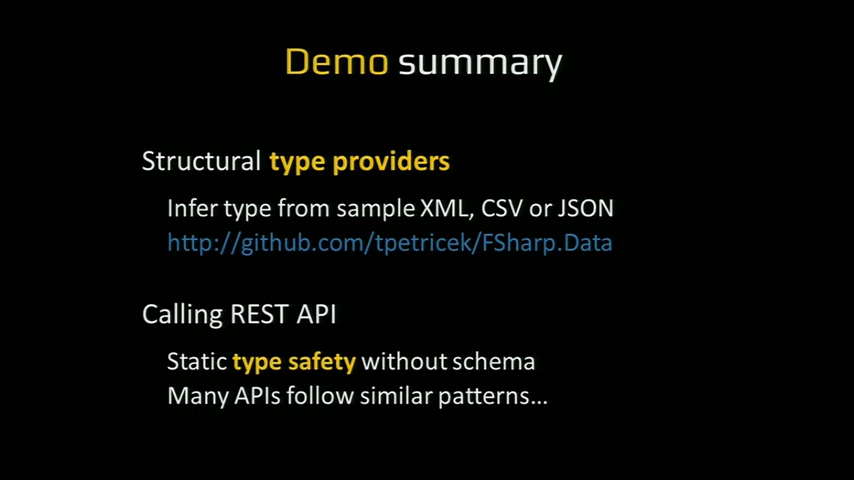 Demo summary
Structural type providers
Infer type from sample XML, CSV or JSON
http://github.com/tpetricek/FSharp.Data
Calling REST API
Static type safety without schema
Many APIs follow similar patterns…